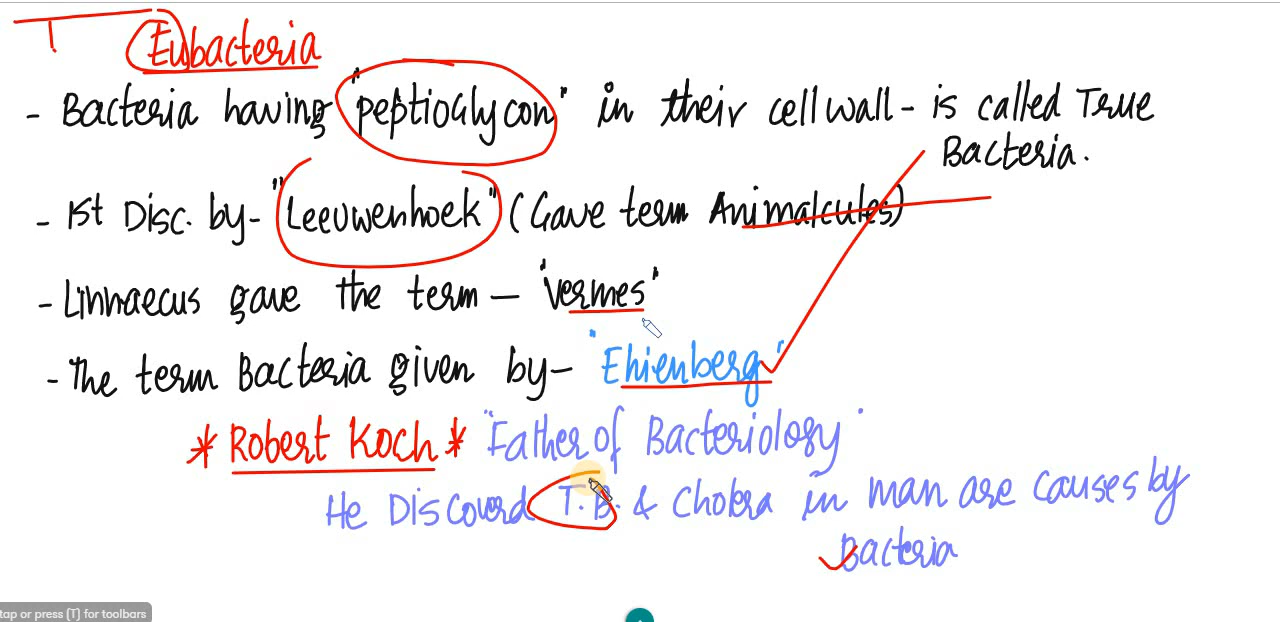 Eubacteria
- Bacteria having "peptioGlycon" in their cell wall - is called True
Bacteria.
- 1st Disc. by- "Leeuwenhoek" (Gave term Animalcules)
- Linnaecus gave the term – "vermes"
- The term Bacteria given by- "Ehienberg"
* Robert Koch * "Father of Bacteriology"
He Discoverd T.B. & Cholera in man are causes by
Bacteria
tap or press (T) for toolbars